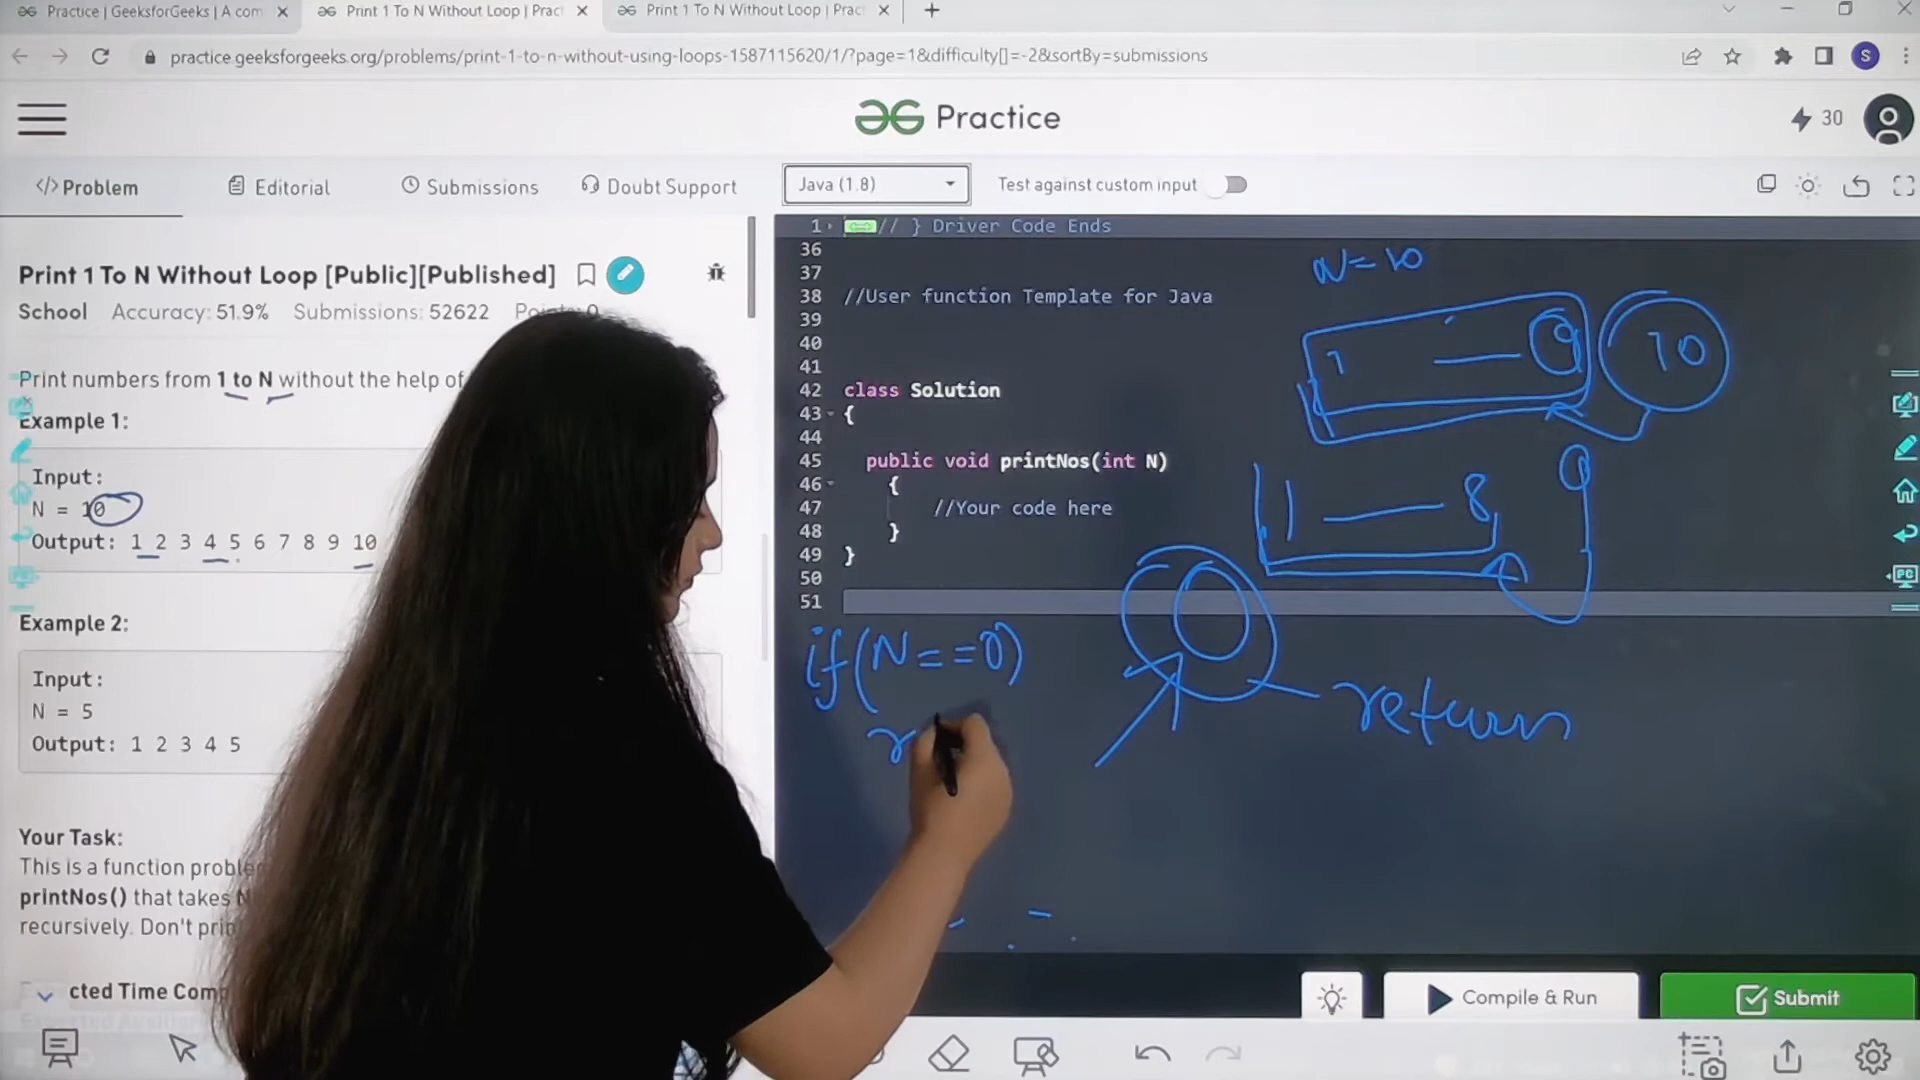 Practice | GeeksforGeeks | A com
Print 1 To N Without Loop | Prac
Print 1 To N Without Loop | Prac
practice.geeksforgeeks.org/problems/print-1-to-n-without-using-loops-1587115620/1/?page=1&difficulty[]=-2&sortBy=submissions
S
Practice
30
</>Problem
Editorial
Submissions
Doubt Support
Java (1.8)
Test against custom input
Print 1 To N Without Loop [Public][Published]
School Accuracy: 51.9% Submissions: 52622
Print numbers from 1 to N without the help of
Example 1:
Input:
N = 10
Output: 1 2 3 4 5 6 7 8 9 10
Example 2:
Input:
N = 5
Output: 1 2 3 4 5
Your Task:
This is a function
printNos() that takes
recursively. Don't
cted Time
1 // } Driver Code Ends
36
37
38 //User function Template for Java
39
40
41
42 class Solution
43 {
44
45 public void printNos(int N)
46 {
47 //Your code here
48 }
49 }
50
51
N=10
1 — 9 10
1 — 8 9
if(N==0)
r
return
PC
PC
Compile & Run
Submit